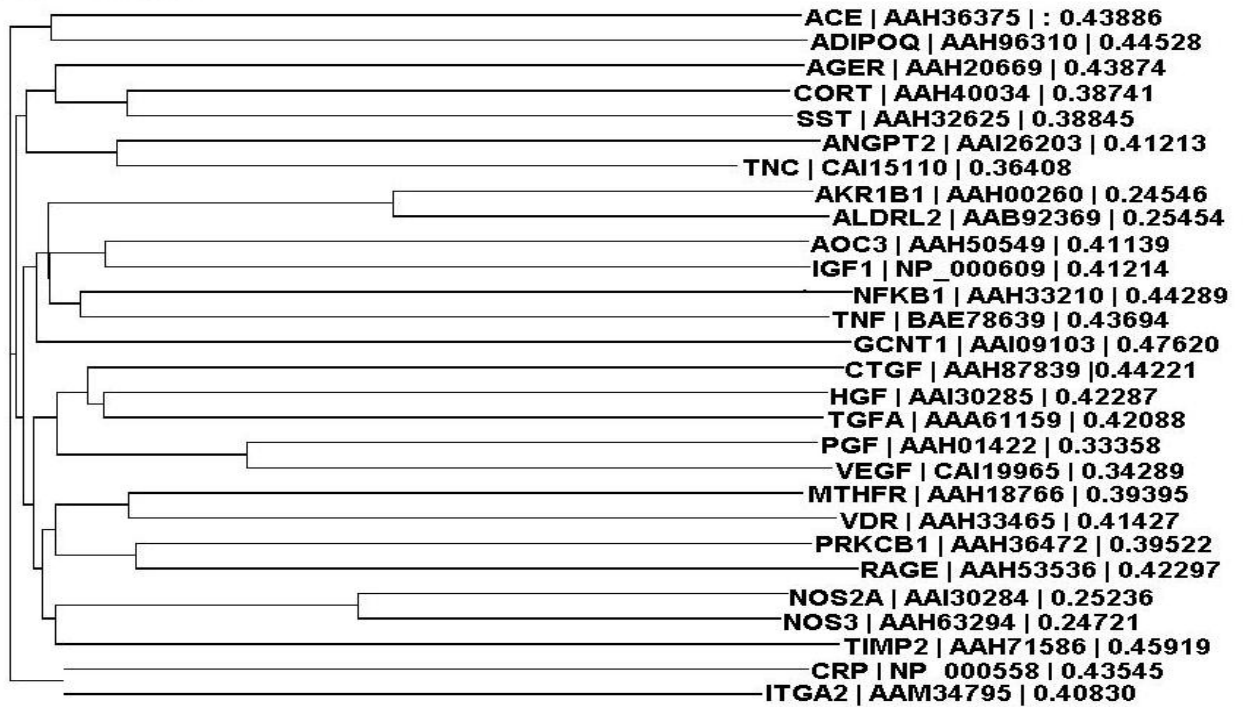 ACE | AAH36375 | : 0.43886
ADIPOQ | AAH96310 | 0.44528
AGER | AAH20669 | 0.43874
CORT | AAH40034 | 0.38741
SST | AAH32625 | 0.38845
ANGPT2 | AAI26203 | 0.41213
TNC | CAI15110 | 0.36408
AKR1B1 | AAH00260 | 0.24546
ALDRL2 | AAB92369 | 0.25454
AOC3 | AAH50549 | 0.41139
IGF1 | NP_000609 | 0.41214
NFKB1 | AAH33210 | 0.44289
TNF | BAE78639 | 0.43694
GCNT1 | AAI09103 | 0.47620
CTGF | AAH87839 |0.44221
HGF | AAI30285 | 0.42287
TGFA | AAA61159 | 0.42088
PGF | AAH01422 | 0.33358
VEGF | CAI19965 | 0.34289
MTHFR | AAH18766 | 0.39395
VDR | AAH33465 | 0.41427
PRKCB1 | AAH36472 | 0.39522
RAGE | AAH53536 | 0.42297
NOS2A | AAI30284 | 0.25236
NOS3 | AAH63294 | 0.24721
TIMP2 | AAH71586 | 0.45919
CRP | NP_000558 | 0.43545
ITGA2 | AAM34795 | 0.40830